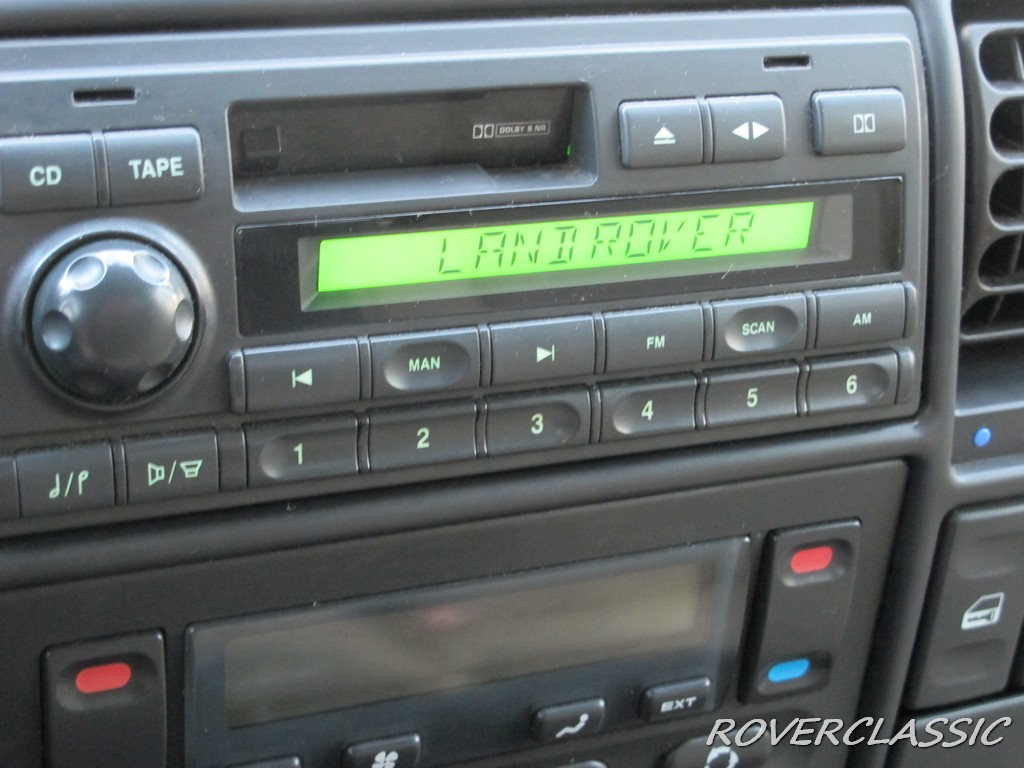 DOLBY B NR
CD
TAPE
LANDROVER
MAN
FM
SCAN
AM
1
2
3
4
5
6
EXT
ROVERCLASSIC